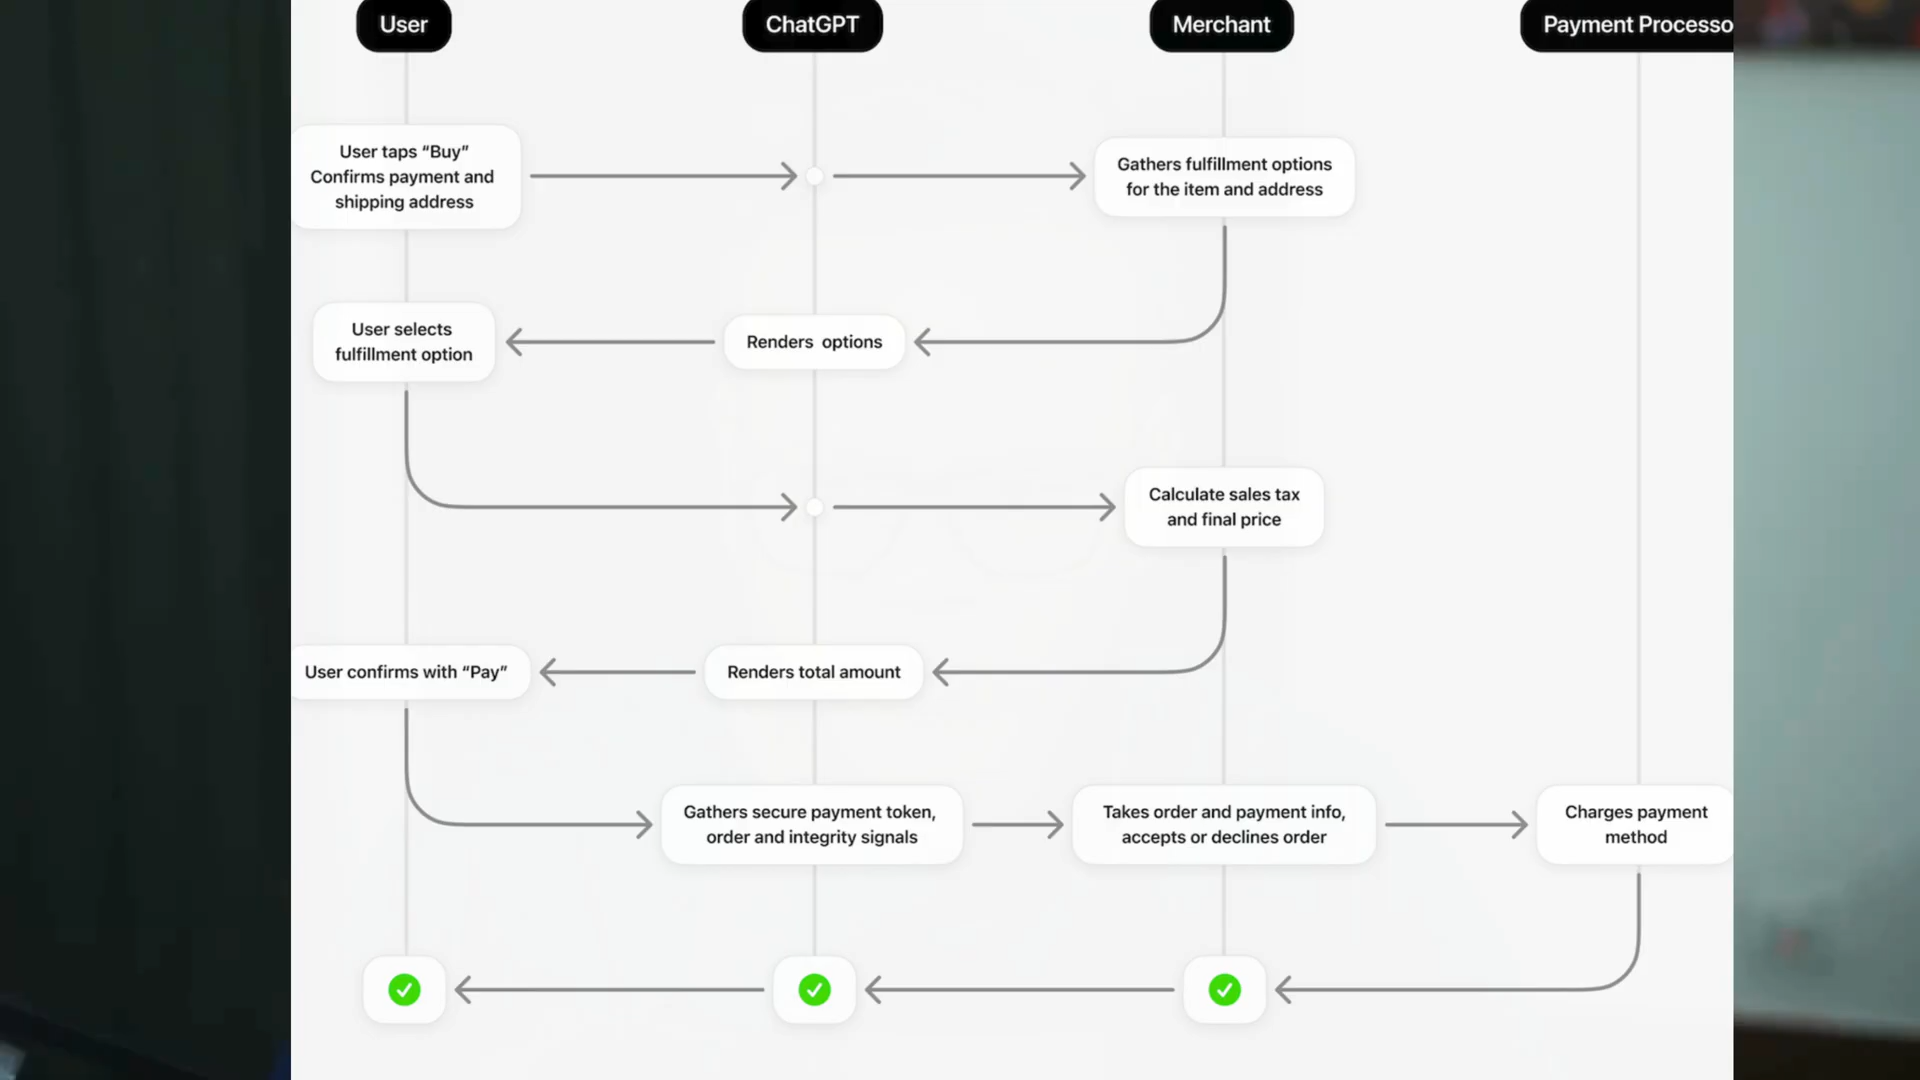 User
ChatGPT
Merchant
Payment Processo
User taps “Buy”
Confirms payment and
shipping address
Gathers fulfillment options
for the item and address
User selects
fulfillment option
Renders options
Calculate sales tax
and final price
User confirms with “Pay”
Renders total amount
Gathers secure payment token,
order and integrity signals
Takes order and payment info,
accepts or declines order
Charges payment
method